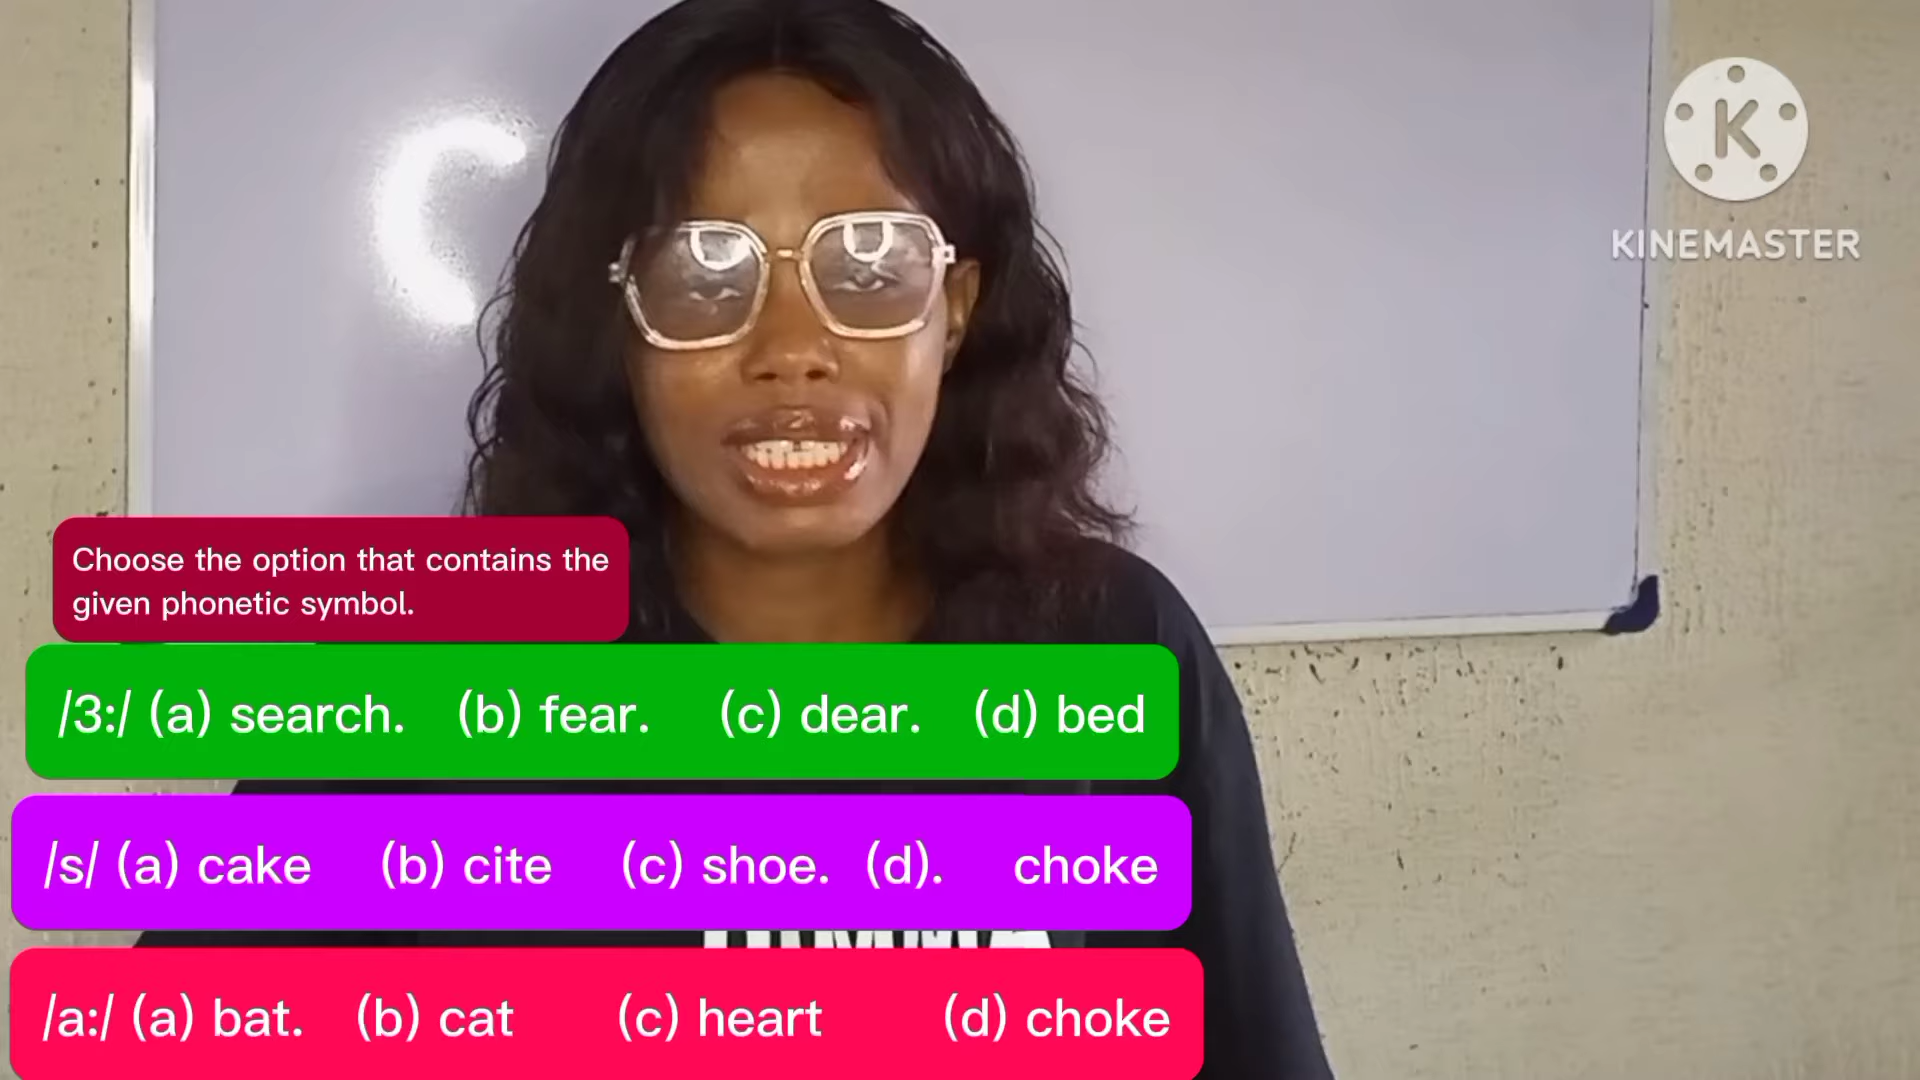 K
KINEMASTER
Choose the option that contains the
given phonetic symbol.
/3:/ (a) search. (b) fear. (c) dear. (d) bed
/s/ (a) cake (b) cite (c) shoe. (d). choke
/a:/ (a) bat. (b) cat (c) heart (d) choke